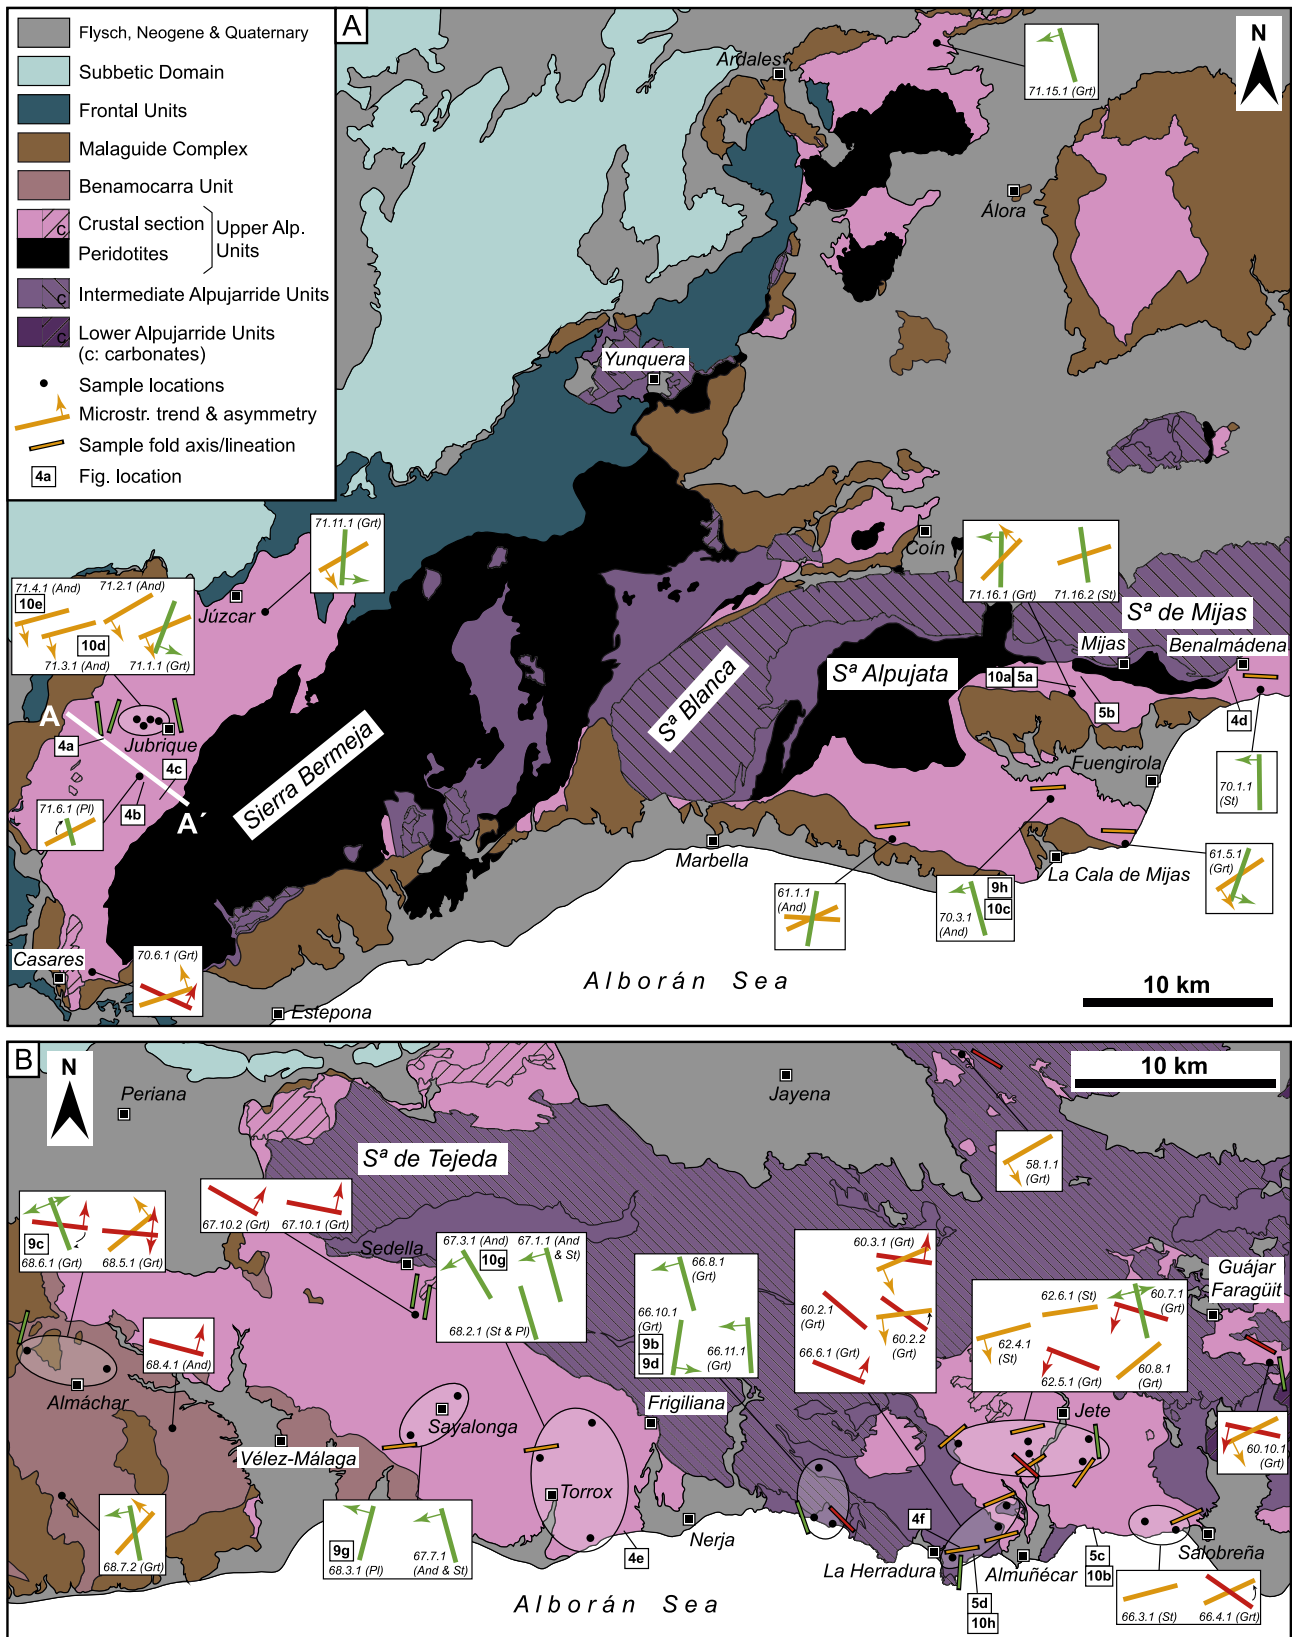 A
Flysch, Neogene & Quaternary
Subbetic Domain
Frontal Units
Malaguide Complex
Benamocarra Unit
c
Crustal section
Peridotites
Upper Alp.
Units
c
Intermediate Alpujarride Units
c
Lower Alpujarride Units
(c: carbonates)
Sample locations
Microstr. trend & asymmetry
Sample fold axis/lineation
4a
Fig. location
N
Ardales
71.15.1 (Grt)
Álora
Yunquera
Coín
71.11.1 (Grt)
Júzcar
71.4.1 (And)
71.2.1 (And)
10e
10d
71.3.1 (And)
71.1.1 (Grt)
71.16.1 (Grt)
71.16.2 (St)
Sª de Mijas
Mijas
Benalmádena
Sª Alpujata
Sª Blanca
10a
5a
5b
4d
A
4a
Jubrique
4c
4b
A´
71.6.1 (Pl)
Sierra Bermeja
Fuengirola
70.1.1
(St)
Marbella
La Cala de Mijas
61.5.1
(Grt)
61.1.1
(And)
9h
10c
70.3.1
(And)
70.6.1 (Grt)
Casares
Estepona
Alborán Sea
10 km
B
N
10 km
Periana
Jayena
Sª de Tejeda
58.1.1
(Grt)
67.10.2 (Grt)
67.10.1 (Grt)
9c
68.6.1 (Grt)
68.5.1 (Grt)
Sedella
67.3.1 (And)
67.1.1 (And
& St)
10g
68.2.1 (St & Pl)
66.8.1
(Grt)
66.10.1
(Grt)
9b
9d
66.11.1
(Grt)
60.3.1 (Grt)
60.2.1
(Grt)
60.2.2
(Grt)
66.6.1 (Grt)
62.6.1 (St)
60.7.1
(Grt)
62.4.1
(St)
62.5.1 (Grt)
60.8.1
(Grt)
Guájar
Faragüit
68.4.1 (And)
Almáchar
Sayalonga
Frigiliana
Jete
Vélez-Málaga
60.10.1
(Grt)
Torrox
68.7.2 (Grt)
9g
68.3.1 (Pl)
67.7.1
(And & St)
4e
Nerja
4f
La Herradura
Almuñécar
5c
10b
Salobreña
5d
10h
66.3.1 (St)
66.4.1 (Grt)
Alborán Sea